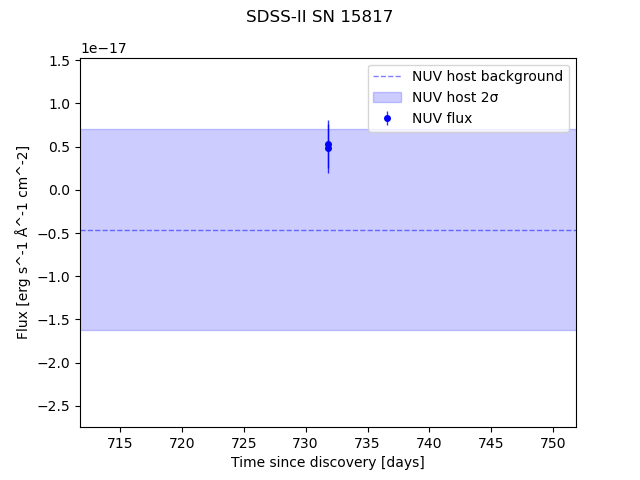 SDSS-II SN 15817
1e−17
NUV host background
NUV host 2σ
NUV flux
1.5
1.0
0.5
0.0
−0.5
−1.0
−1.5
−2.0
−2.5
Flux [erg s^-1 Å^-1 cm^-2]
715 720 725 730 735 740 745 750
Time since discovery [days]